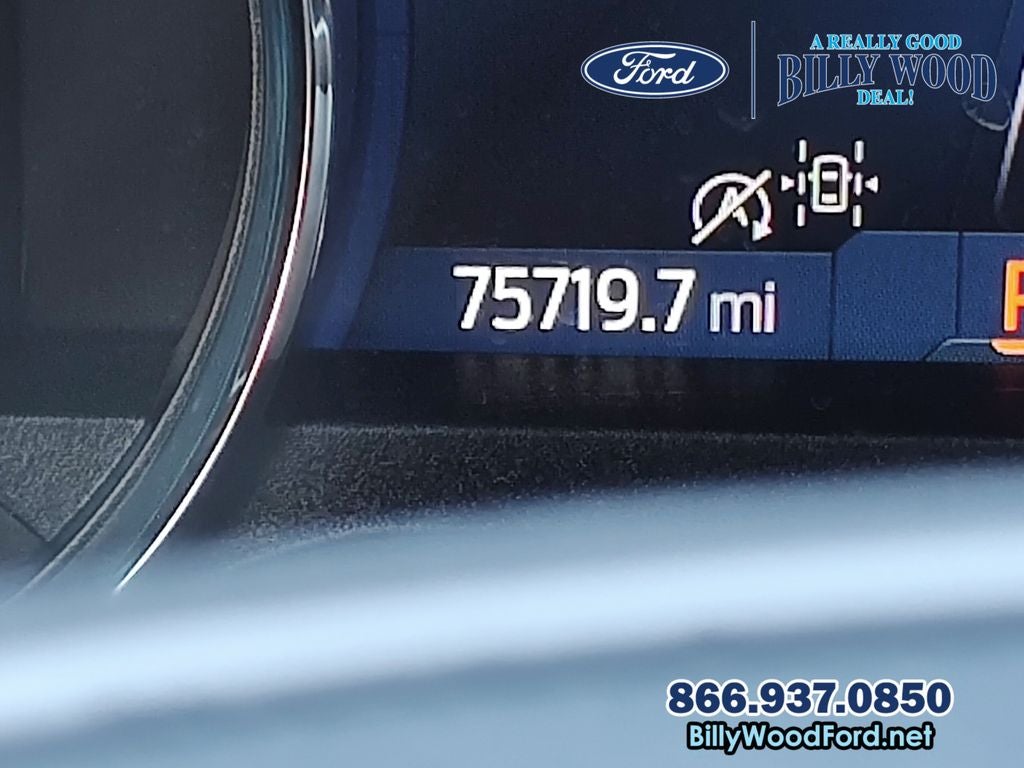 Ford
A REALLY GOOD
BILLY WOOD
DEAL!
A
75719.7 mi
866.937.0850
BillyWoodFord.net